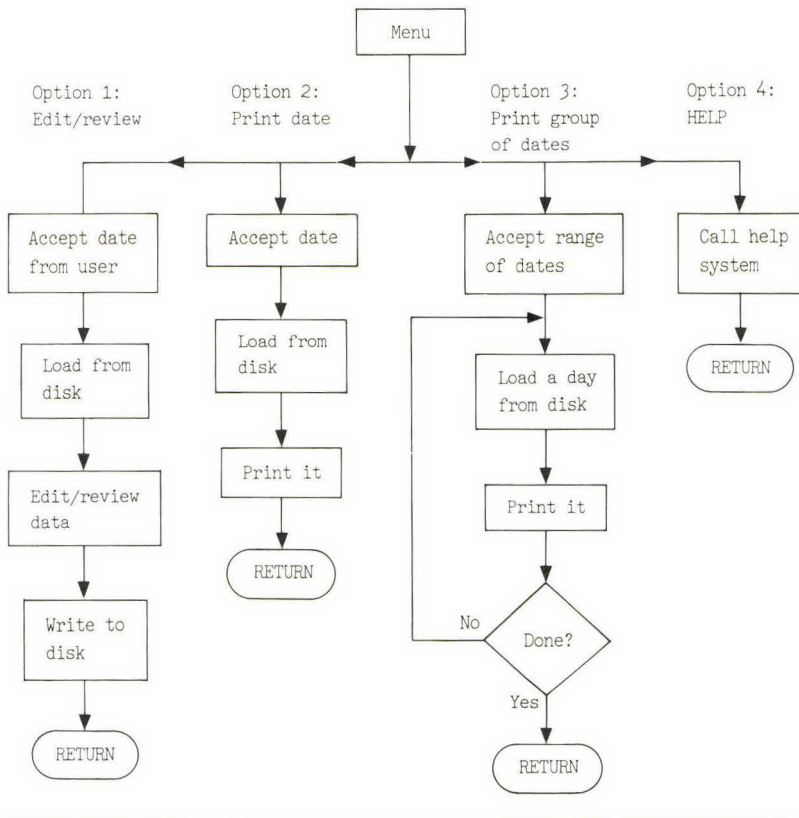 Menu
Option 1:
Edit/review
Option 2:
Print date
Option 3:
Print group
of dates
Option 4:
HELP
Accept date
from user
Load from
disk
Edit/review
data
Write to
disk
RETURN
Accept date
Load from
disk
Print it
RETURN
Accept range
of dates
Load a day
from disk
Print it
Done?
No
Yes
RETURN
Call help
system
RETURN